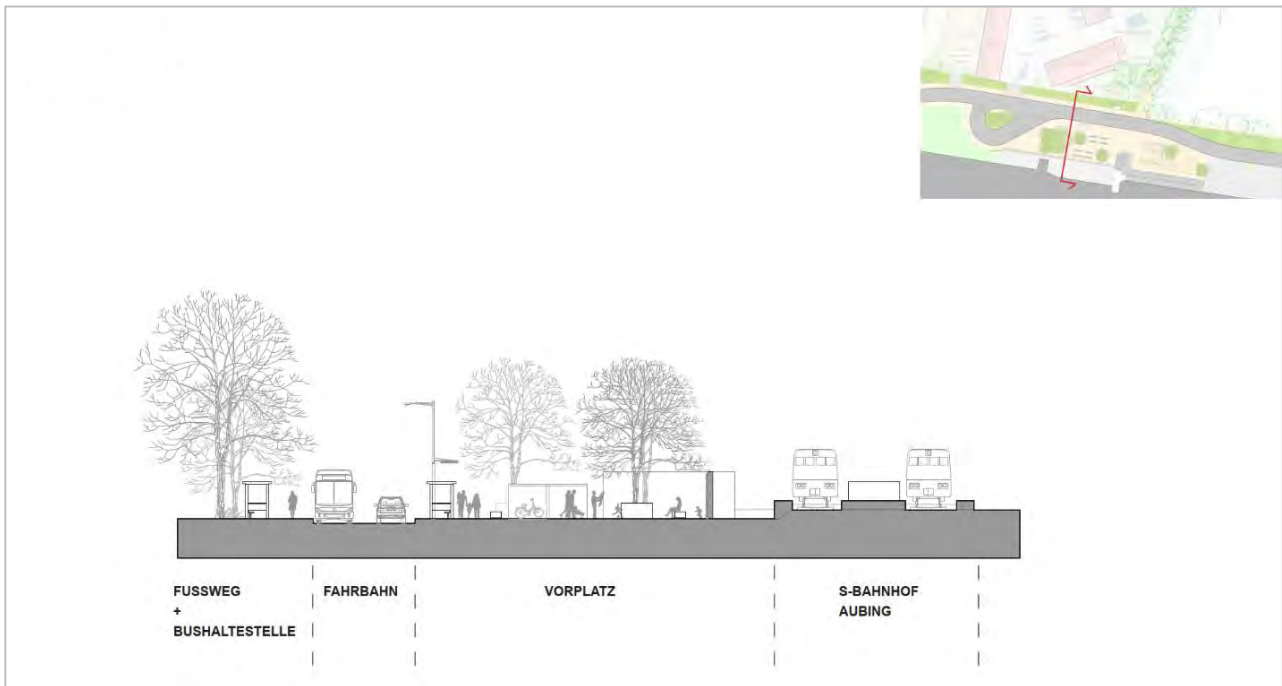 FUSSWEG
+
BUSHALTESTELLE
FAHRBAHN
VORPLATZ
S-BAHNHOF
AUBING